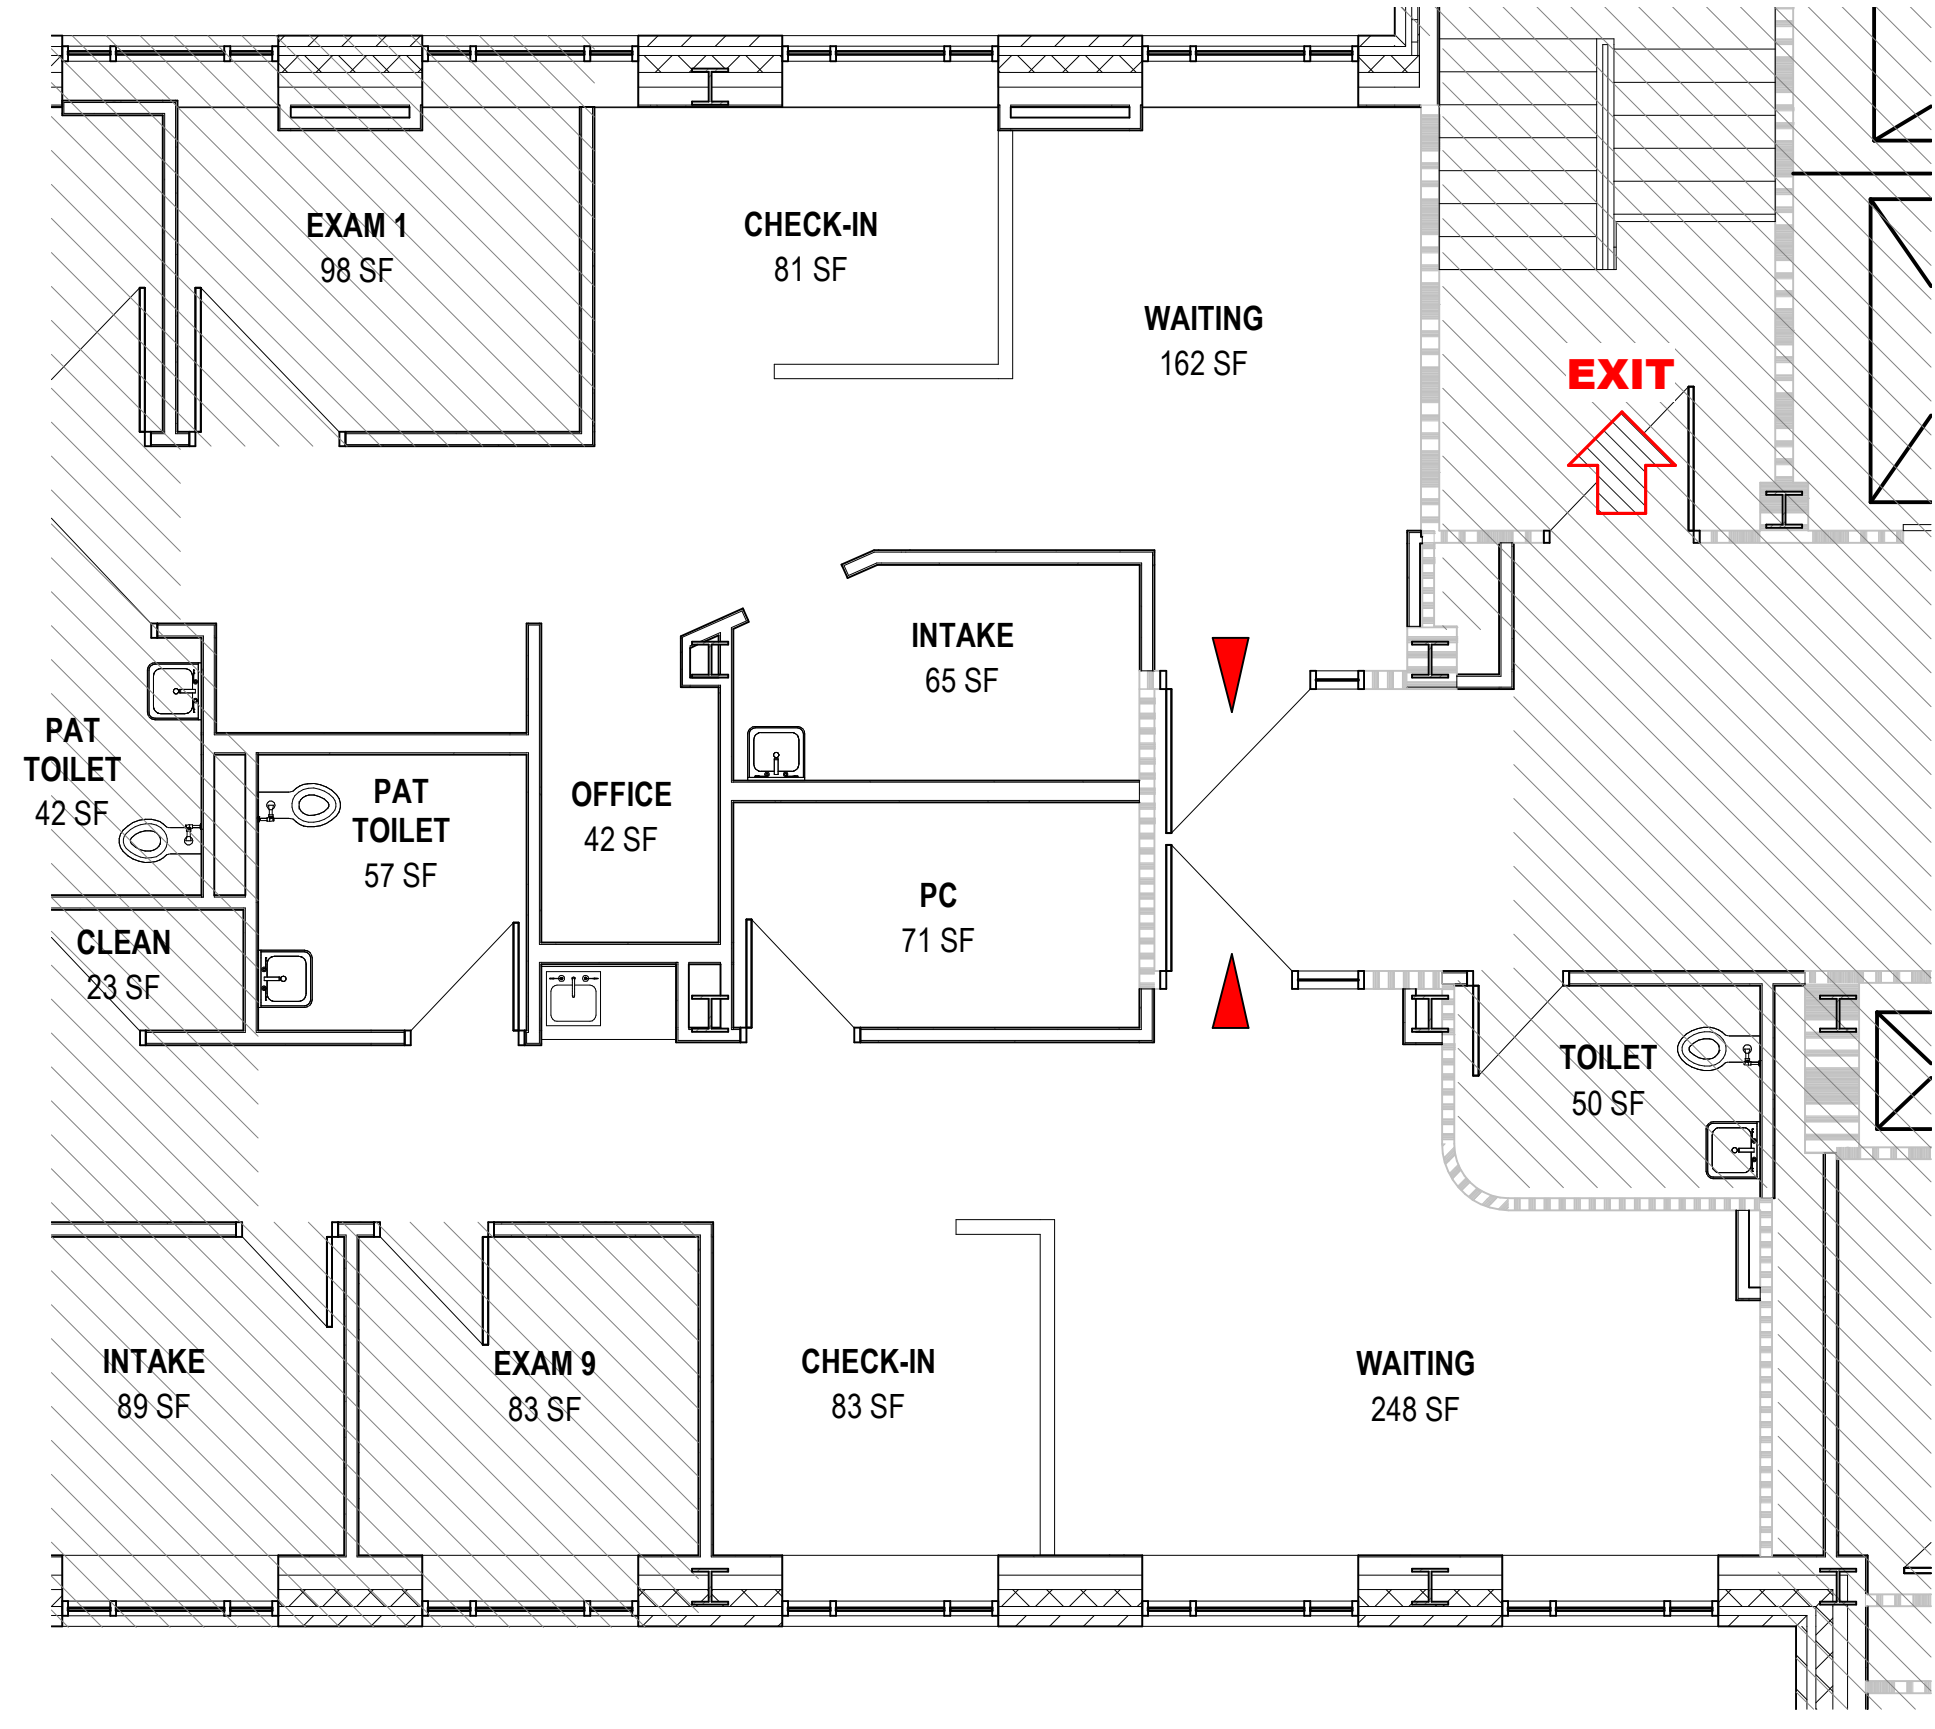 EXAM 1
98 SF
CHECK-IN
81 SF
WAITING
162 SF
EXIT
INTAKE
65 SF
PAT
TOILET
42 SF
PAT
TOILET
57 SF
OFFICE
42 SF
PC
71 SF
CLEAN
23 SF
TOILET
50 SF
INTAKE
89 SF
EXAM 9
83 SF
CHECK-IN
83 SF
WAITING
248 SF